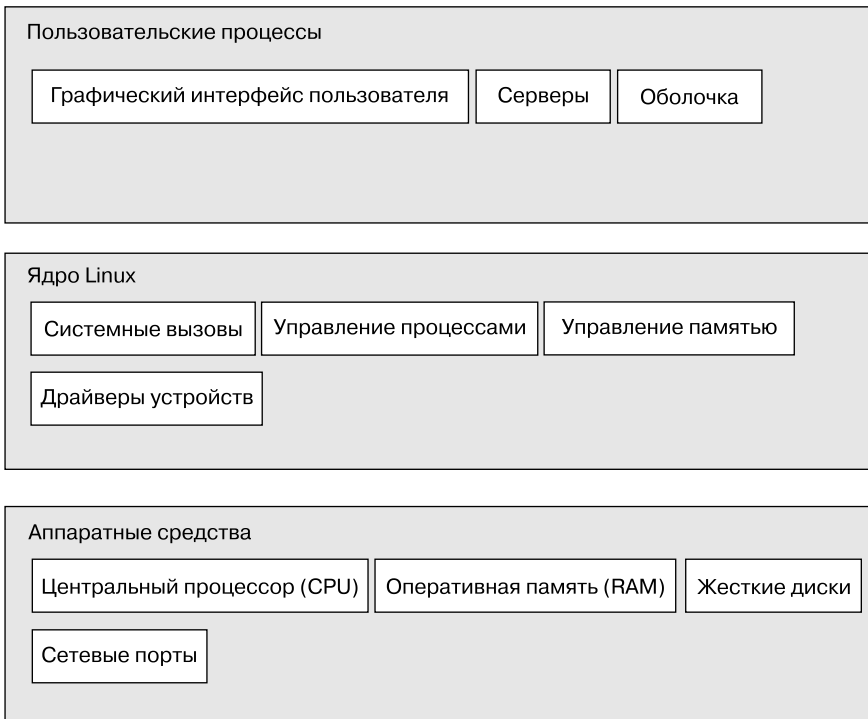 Пользовательские процессы
Графический интерфейс пользователя
Серверы
Оболочка
Ядро Linux
Системные вызовы
Управление процессами
Управление памятью
Драйверы устройств
Аппаратные средства
Центральный процессор (CPU)
Оперативная память (RAM)
Жесткие диски
Сетевые порты